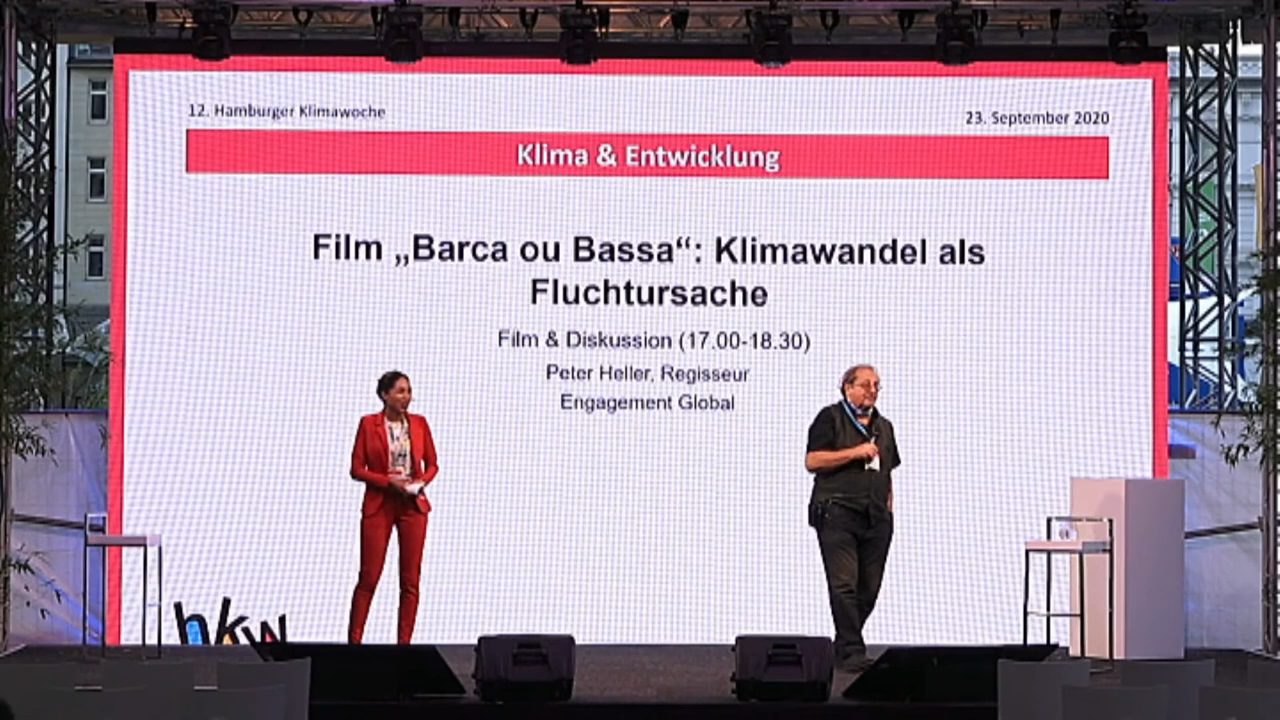 12. Hamburger Klimawoche
23. September 2020
Klima & Entwicklung
Film „Barca ou Bassa“: Klimawandel als
Fluchtursache
Film & Diskussion (17.00-18.30)
Peter Heller, Regisseur
Engagement Global
hkw